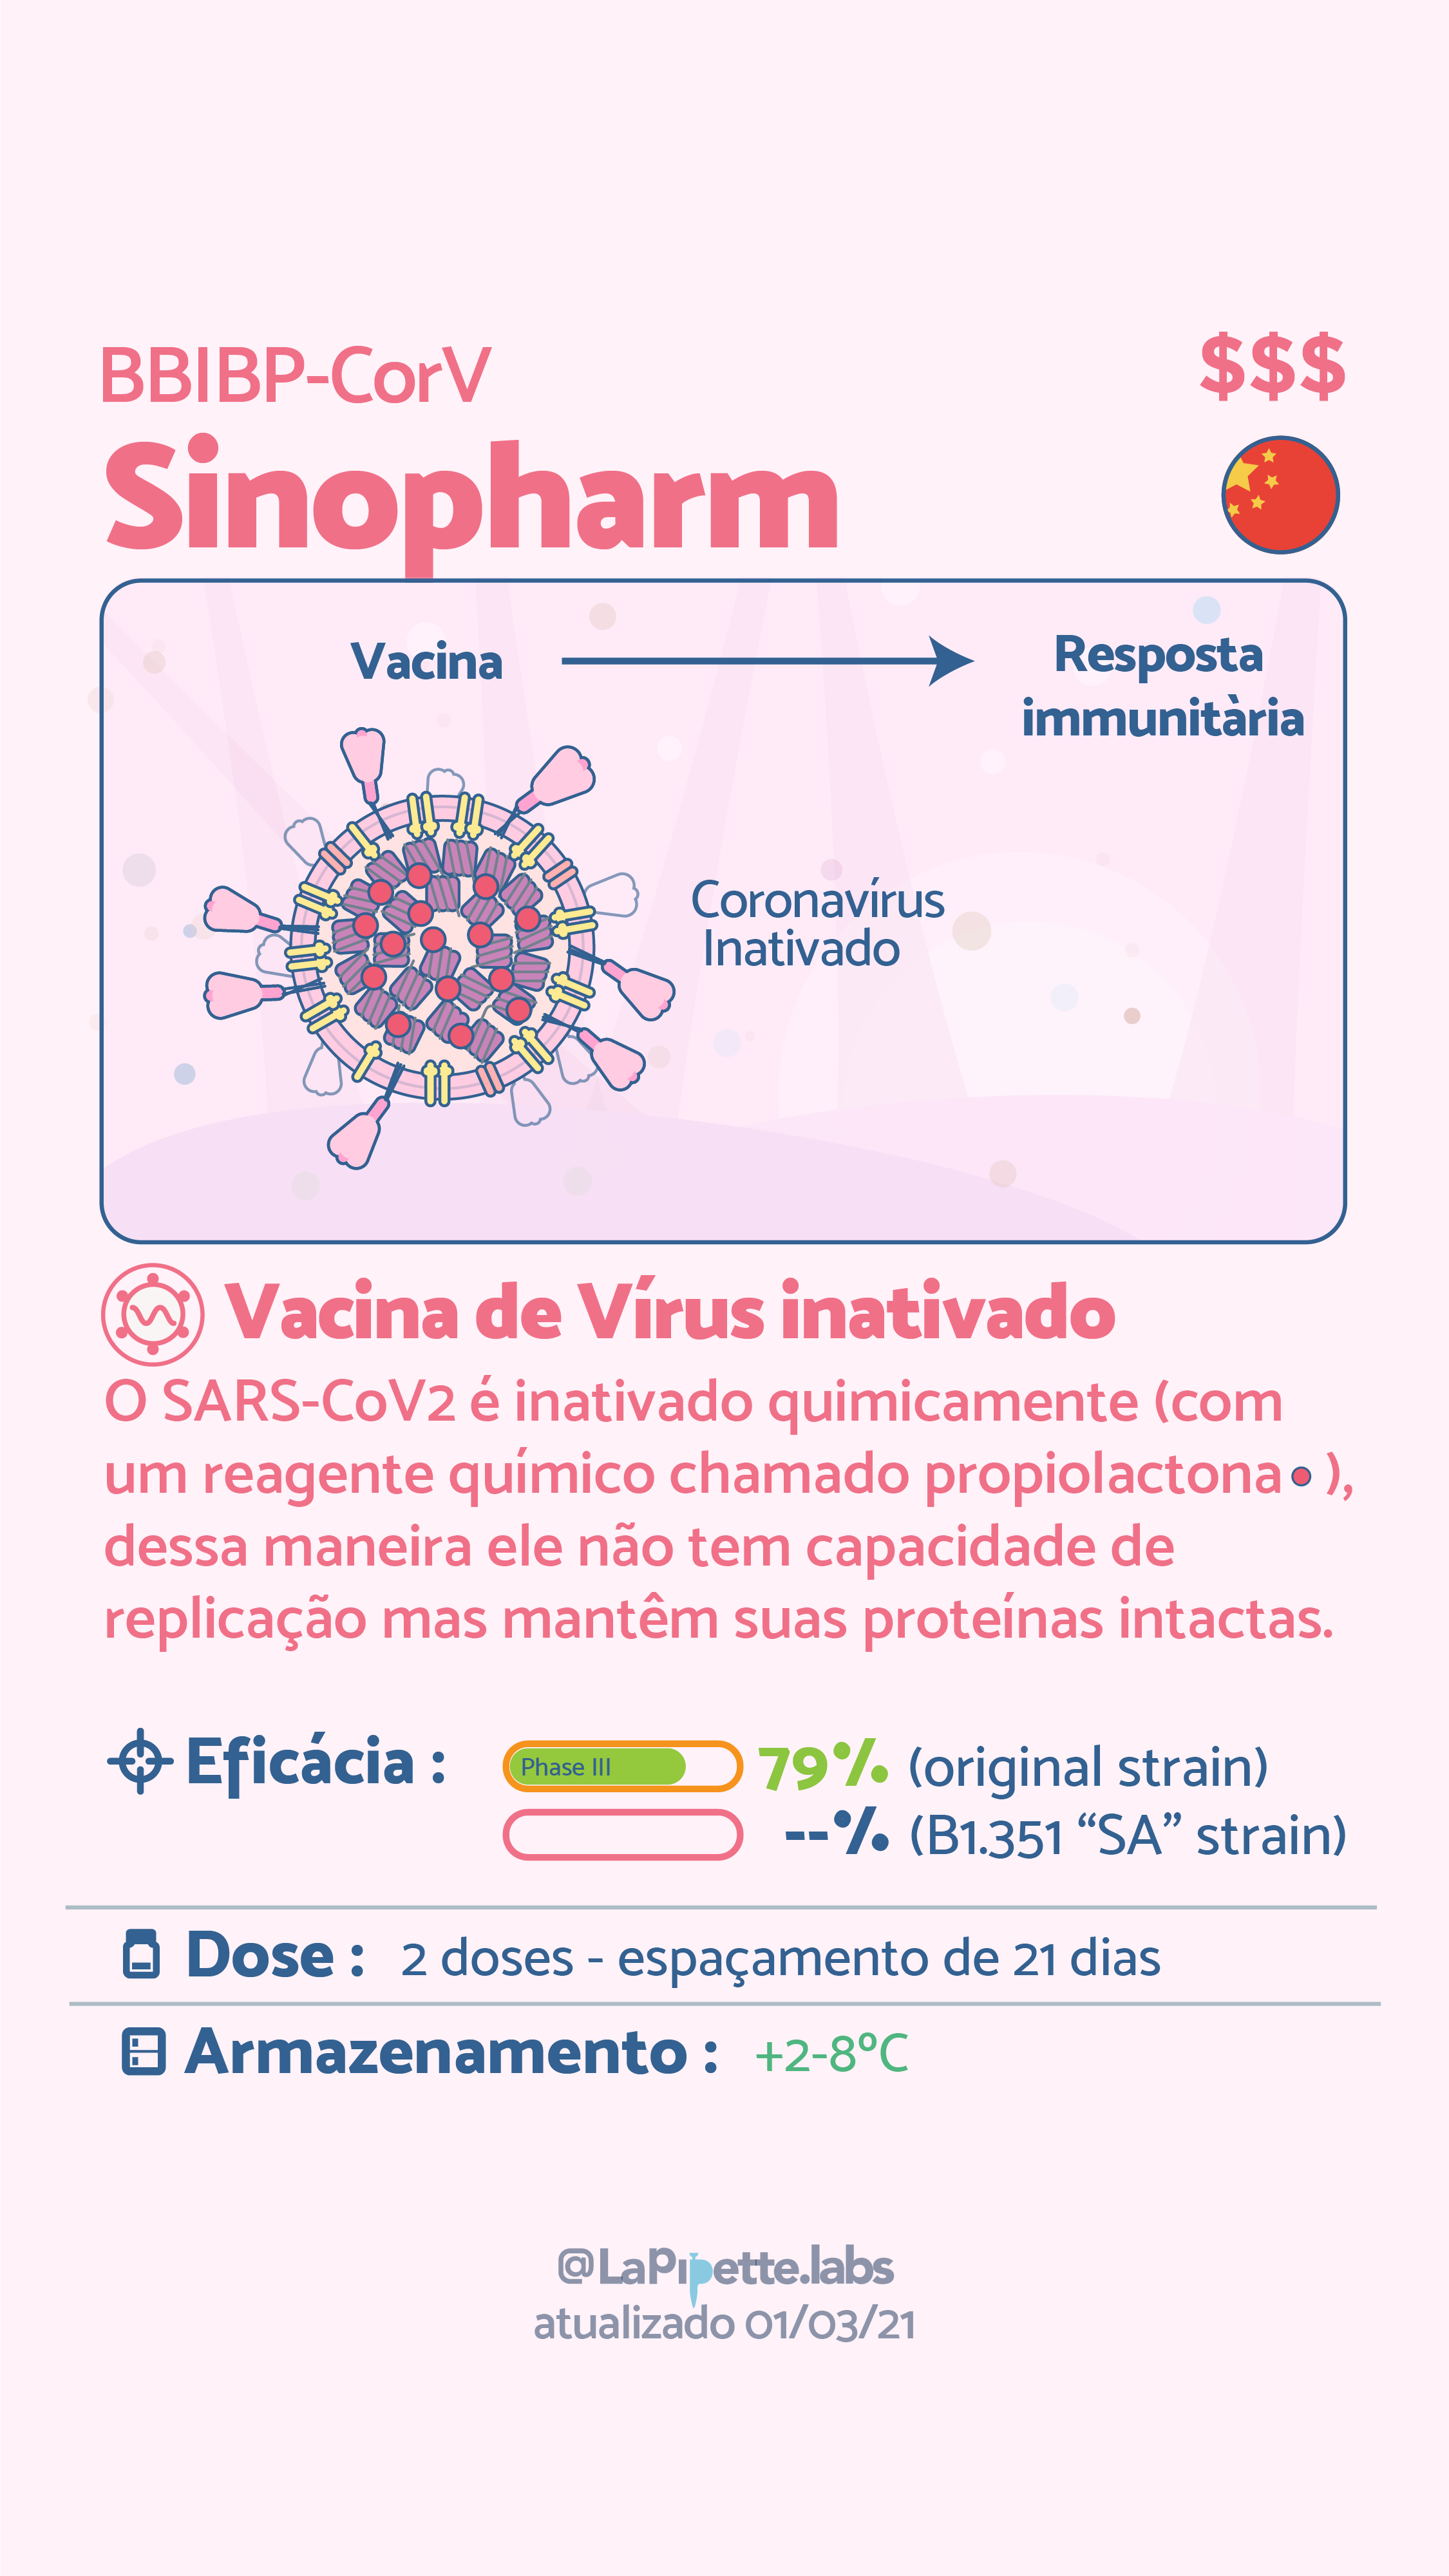 BBIBP-CorV
$$$
Sinopharm
Vacina
Resposta
immunitària
Coronavírus
Inativado
Vacina de Vírus inativado
O SARS-CoV2 é inativado quimicamente (com
um reagente químico chamado propiolactona ),
dessa maneira ele não tem capacidade de
replicação mas mantêm suas proteínas intactas.
Eficácia : Phase III 79% (original strain)
--% (B1.351 “SA” strain)
Dose : 2 doses - espaçamento de 21 dias
Armazenamento : +2-8ºC
@LaPipette.labs
atualizado 01/03/21